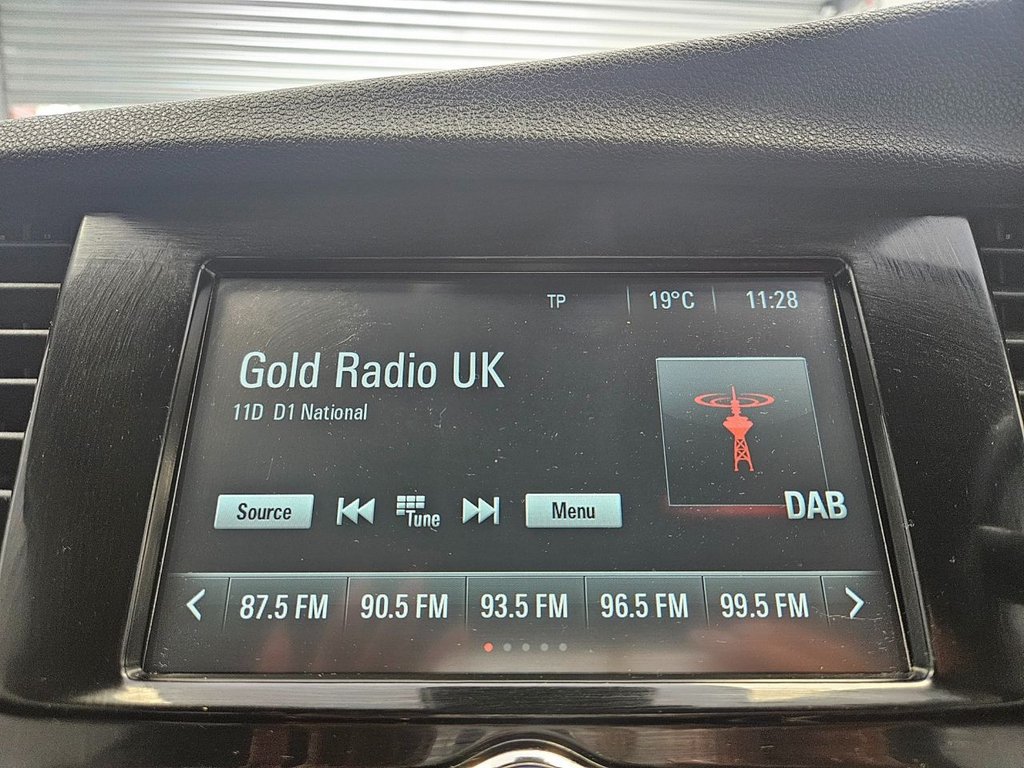 TP 19°C 11:28
Gold Radio UK
11D D1 National
DAB
Source Tune Menu
87.5 FM 90.5 FM 93.5 FM 96.5 FM 99.5 FM